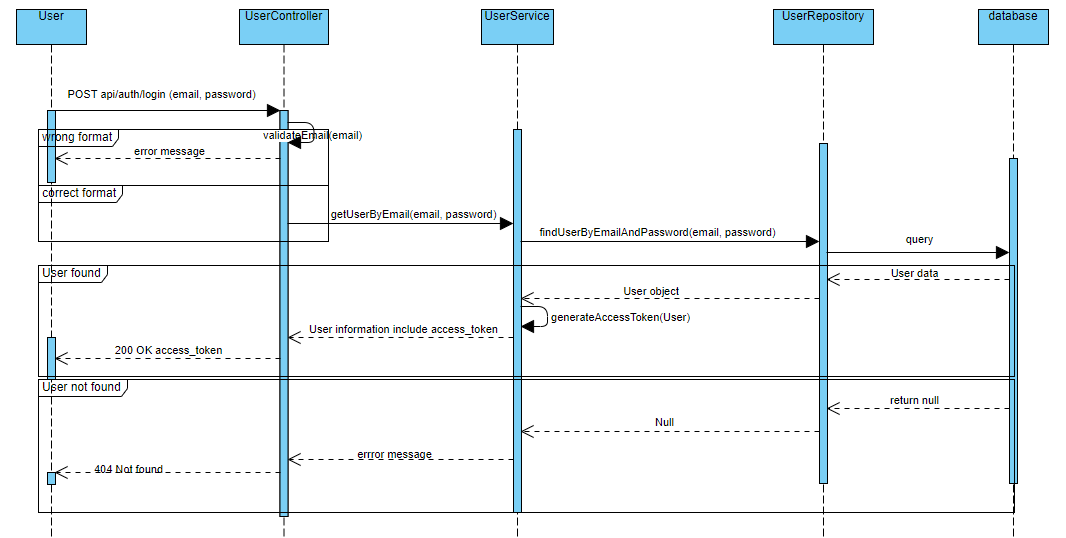 User
UserController
UserService
UserRepository
database
POST api/auth/login (email, password)
validateEmail(email)
wrong format
error message
correct format
getUserByEmail(email, password)
findUserByEmailAndPassword(email, password)
query
User found
User data
User object
generateAccessToken(User)
User information include access_token
200 OK access_token
User not found
return null
Null
errror message
404 Not found